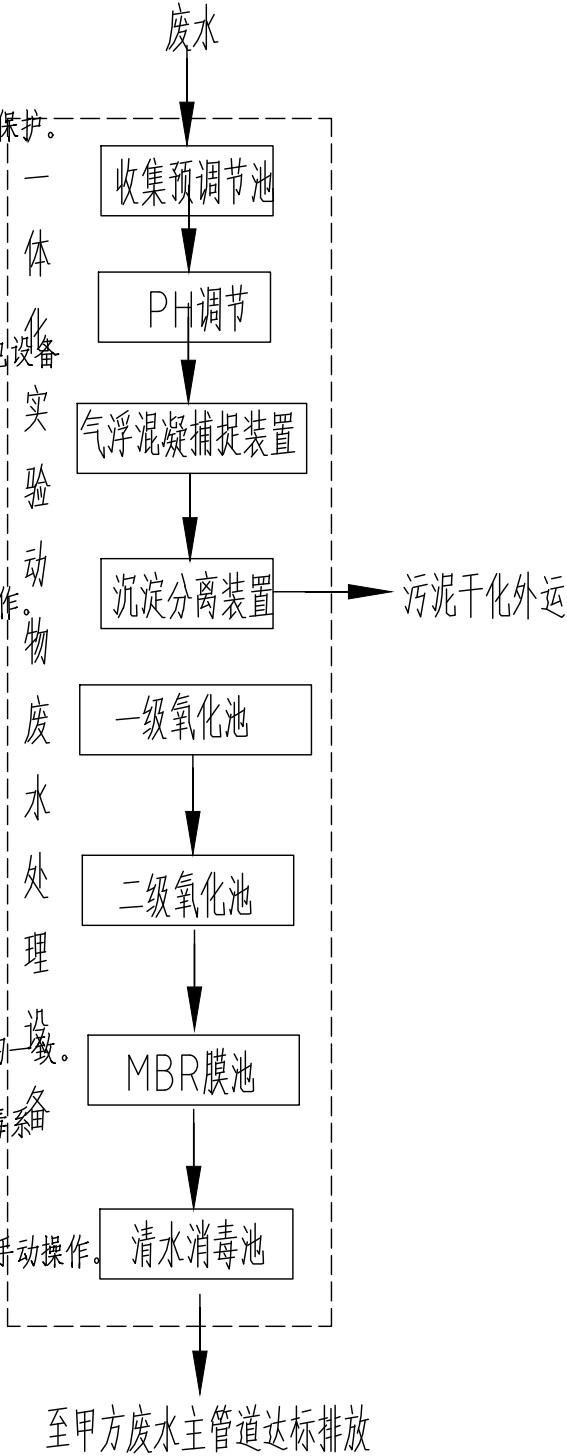 废水
保护。
收集预调节池
PH调节
设备
气浮混凝捕捉装置
沉淀分离装置
污泥干化外运
作。
一级氧化池
二级氧化池
一致。
MBR膜池
毒系
清水消毒池
手动操作。
一体化实验动物废水处理设备
至甲方废水主管道达标排放